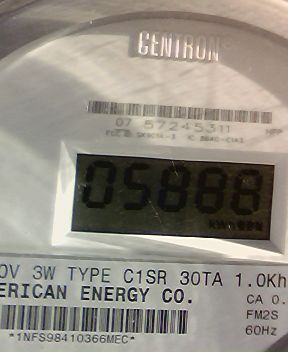 CENTRON
07 57245311
05888
0V 3W TYPE C1SR 30TA 1.0Kh
ERICAN ENERGY CO.
CA 0.
FM2S
60Hz
*1NFS98410366MEC*